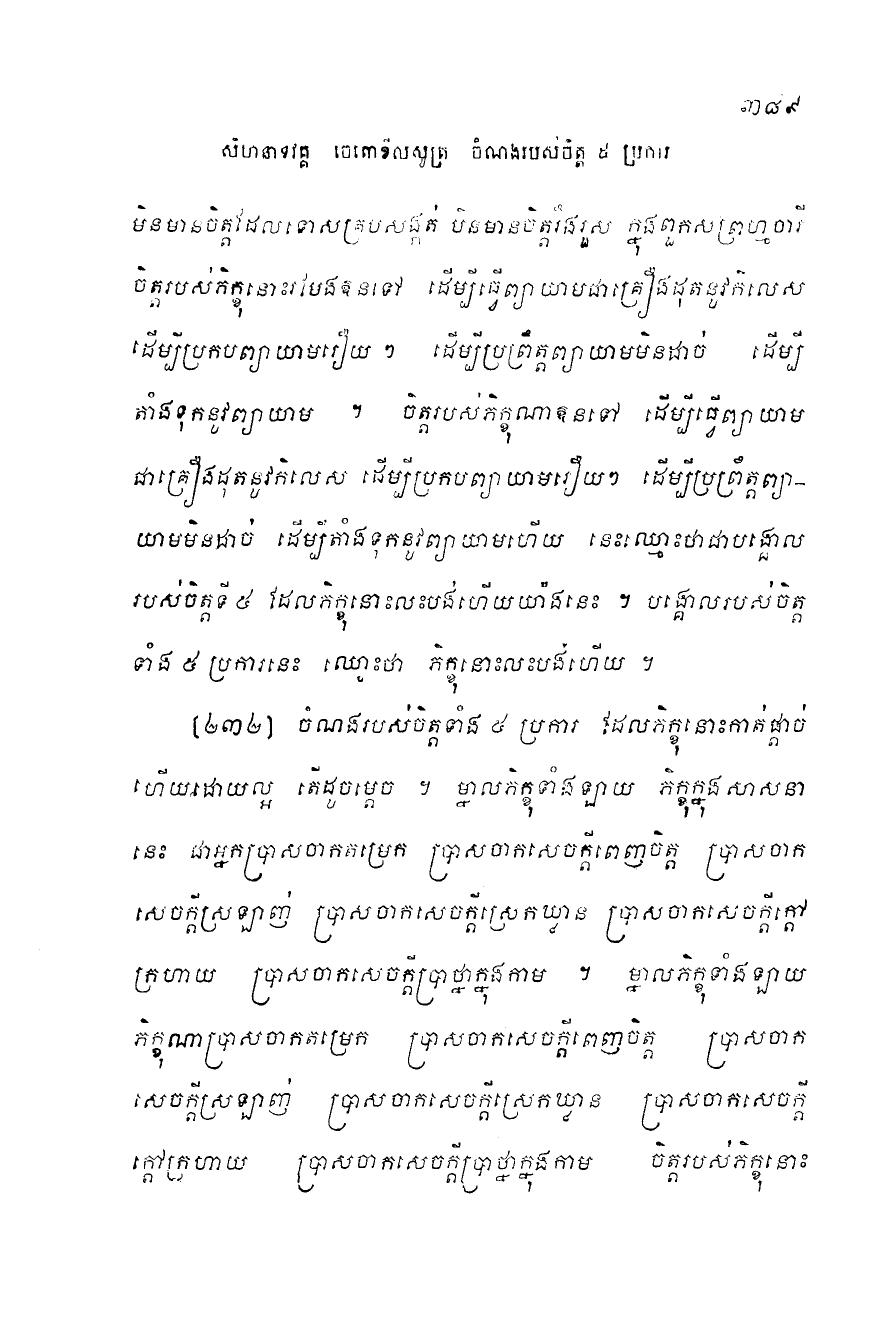 ៣៨៩
សីហនាទវគ្គ ចេតោខីលសូត្រ ចំណងរបស់ចិត្ត ៥ ប្រការ
មិនមានចិត្តដែលទោសគ្របសង្កត់ មិនមានចិត្តរឹងរូស ក្នុងពួកសព្រហ្មចារី
ចិត្តរបស់ភិក្ខុនោះរមែងឱនទៅ ដើម្បីធ្វើព្យាយាមជាគ្រឿងដុតនូវកិលេស
ដើម្បីប្រកបព្យាយាមរឿយ ៗ ដើម្បីប្រព្រឹត្តព្យាយាមមិនដាច់ ដើម្បី
តាំងទុកនូវព្យាយាម ។ ចិត្តរបស់ភិក្ខុណាឱនទៅ ដើម្បីធ្វើព្យាយាម
ជាគ្រឿងដុតនូវកិលេស ដើម្បីប្រកបព្យាយាមរឿយៗ ដើម្បីប្រព្រឹត្តព្យា-
យាមមិនដាច់ ដើម្បីតាំងទុកនូវព្យាយាមហើយ នេះឈ្មោះថាជាបង្គោល
របស់ចិត្តទី ៥ ដែលភិក្ខុនោះលះបង់ហើយយ៉ាងនេះ ។ បង្គោលរបស់ចិត្ត
ទាំង ៥ ប្រការនេះ ឈ្មោះថា ភិក្ខុនោះលះបង់ហើយ ។
[២៣២] ចំណងរបស់ចិត្តទាំង ៥ ប្រការ ដែលភិក្ខុនោះកាត់ផ្តាច់
ហើយដោយល្អ តើដូចម្តេច ។ ម្នាលភិក្ខុទាំងឡាយ ភិក្ខុក្នុងសាសនា
នេះ ជាអ្នកប្រាសចាកតម្រេក ប្រាសចាកសេចក្តីពេញចិត្ត ប្រាសចាក
សេចក្តីស្រឡាញ់ ប្រាសចាកសេចក្តីស្រេកឃ្លាន ប្រាសចាកសេចក្តីក្តៅ
ក្រហាយ ប្រាសចាកសេចក្តីប្រាថ្នាក្នុងកាម ។ ម្នាលភិក្ខុទាំងឡាយ
ភិក្ខុណាប្រាសចាកតម្រេក ប្រាសចាកសេចក្តីពេញចិត្ត ប្រាសចាក
សេចក្តីស្រឡាញ់ ប្រាសចាកសេចក្តីស្រេកឃ្លាន ប្រាសចាកសេចក្តី
ក្តៅក្រហាយ ប្រាសចាកសេចក្តីប្រាថ្នាក្នុងកាម ចិត្តរបស់ភិក្ខុនោះ